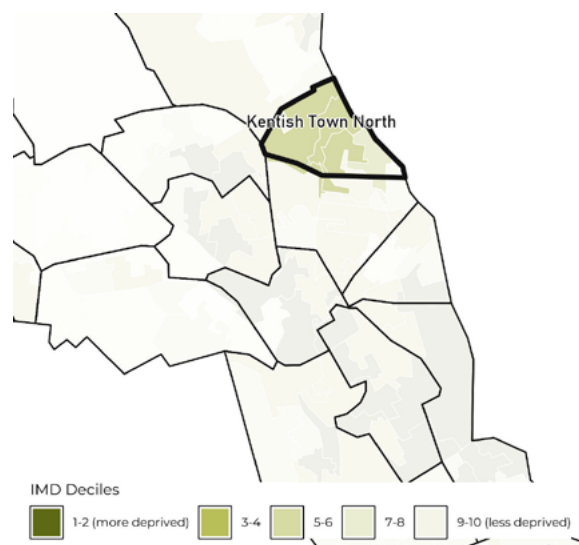 Kentish Town North
IMD Deciles
1-2 (more deprived) 3-4 5-6 7-8 9-10 (less deprived)